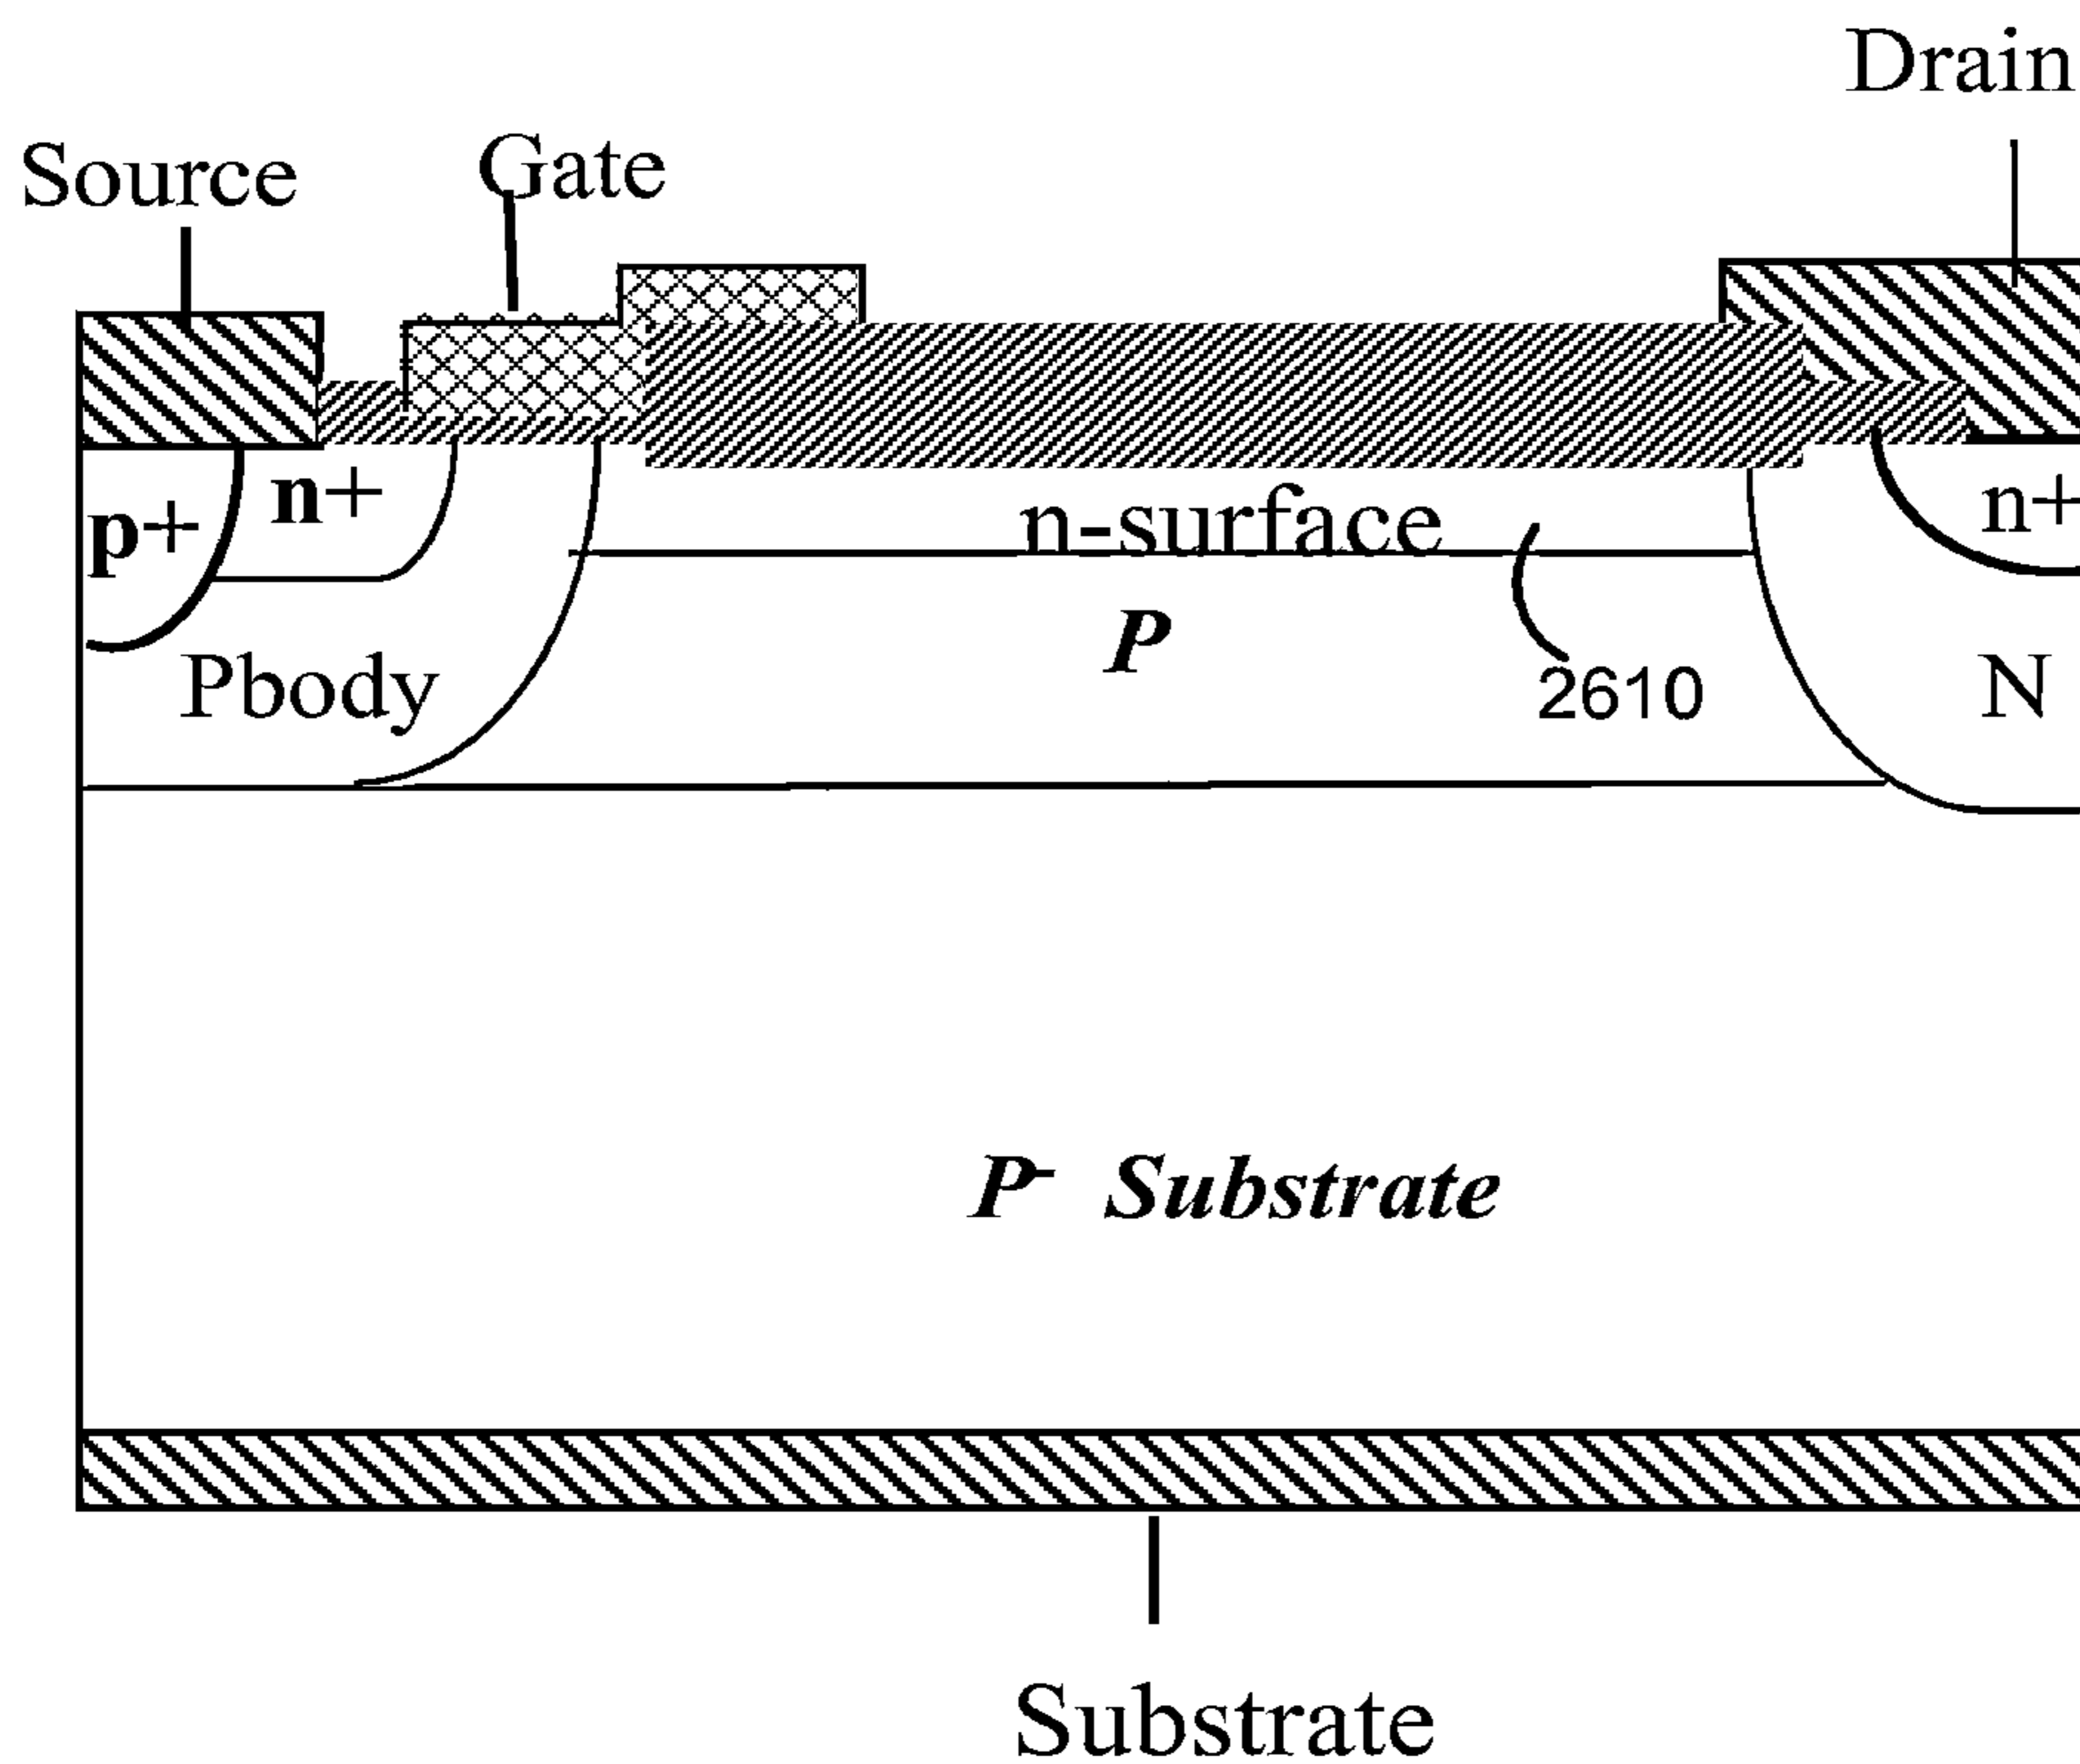 Drain
Source
Gate
p+
n+
n-surface
n+
P
Pbody
2610
N
P- Substrate
Substrate